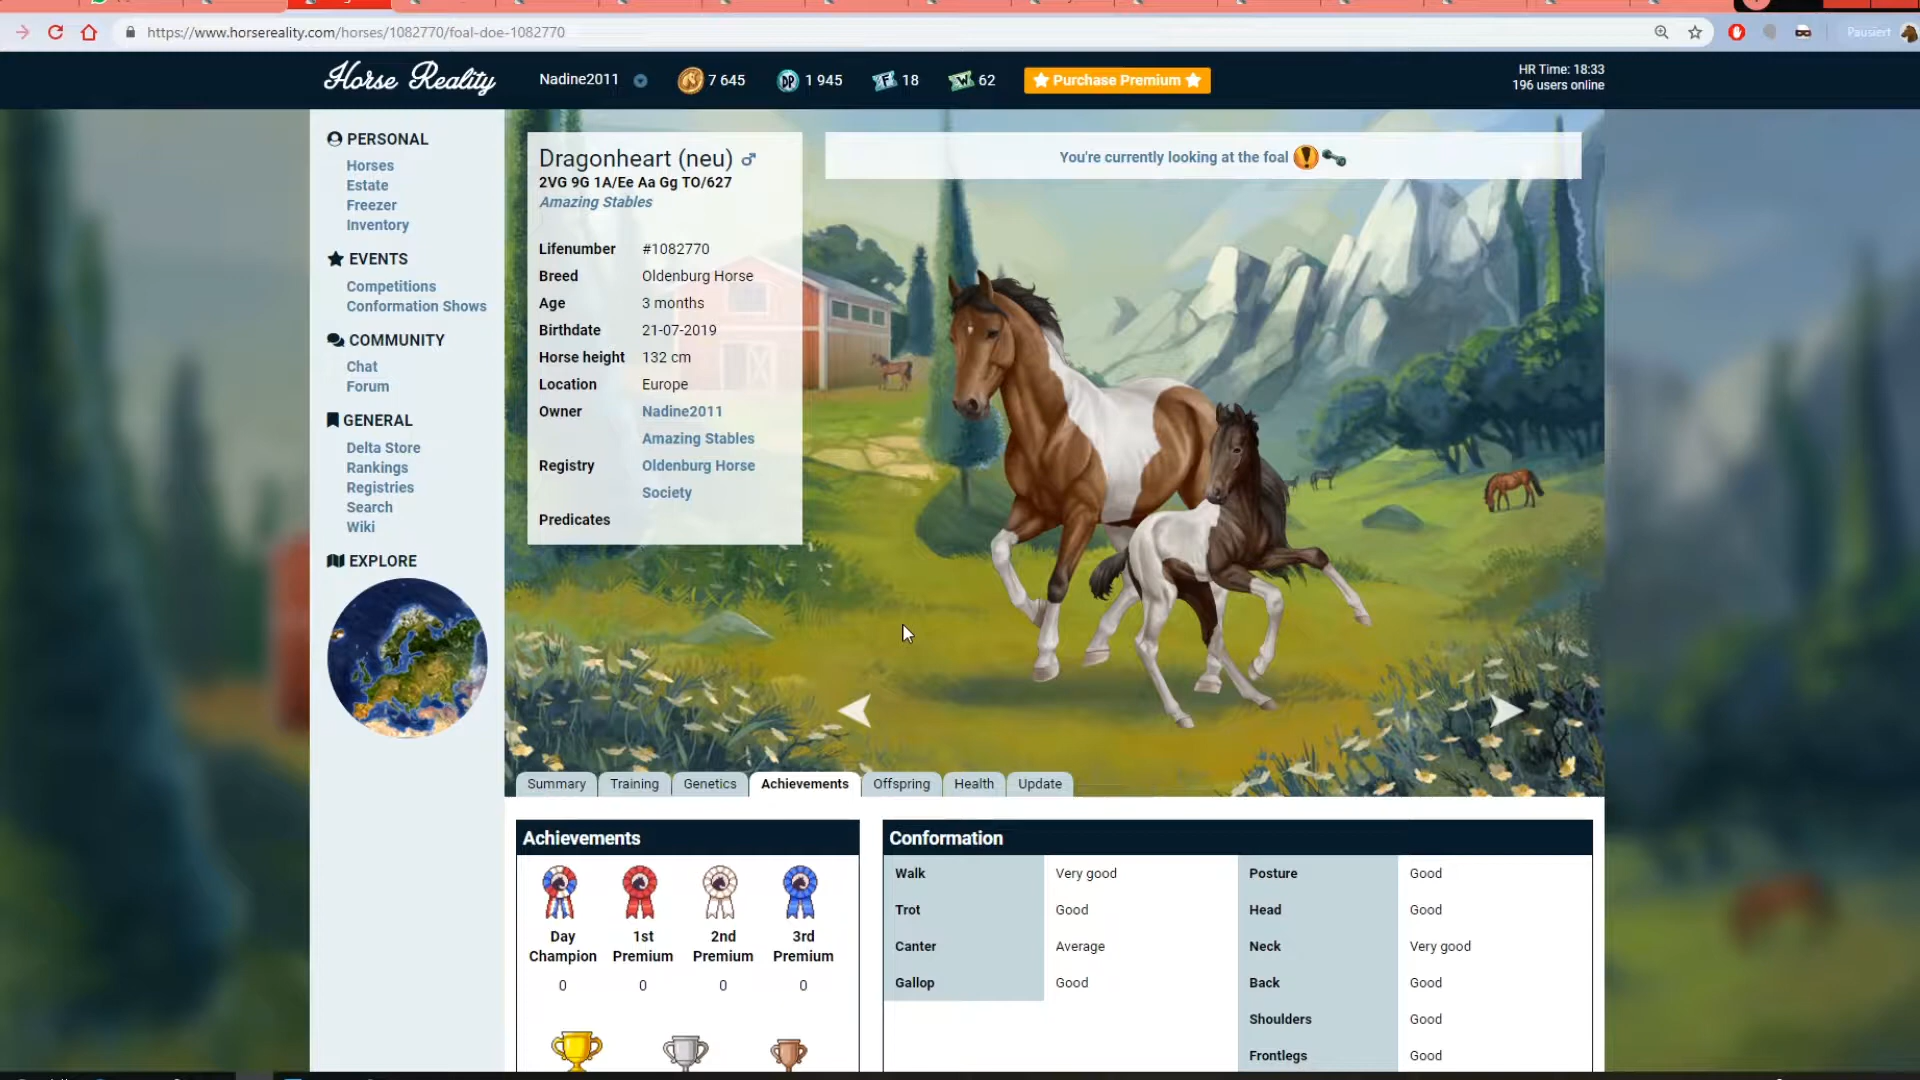 https://www.horsereality.com/horses/1082770/foal-doe-1082770
Pausiert
Horse Reality
Nadine2011
7 645
DP
1 945
F
18
W
62
Purchase Premium
HR Time: 18:33
196 users online
PERSONAL
Horses
Estate
Freezer
Inventory
EVENTS
Competitions
Conformation Shows
COMMUNITY
Chat
Forum
GENERAL
Delta Store
Rankings
Registries
Search
Wiki
EXPLORE
Dragonheart (neu) ♂
2VG 9G 1A/Ee Aa Gg TO/627
Amazing Stables
Lifenumber #1082770
Breed Oldenburg Horse
Age 3 months
Birthdate 21-07-2019
Horse height 132 cm
Location Europe
Owner Nadine2011
Amazing Stables
Registry Oldenburg Horse
Society
Predicates
You're currently looking at the foal
Summary Training Genetics Achievements Offspring Health Update
Achievements
Day Champion
1st Premium
2nd Premium
3rd Premium
0 0 0 0
Conformation
Walk Very good
Trot Good
Canter Average
Gallop Good
Posture Good
Head Good
Neck Very good
Back Good
Shoulders Good
Frontlegs Good